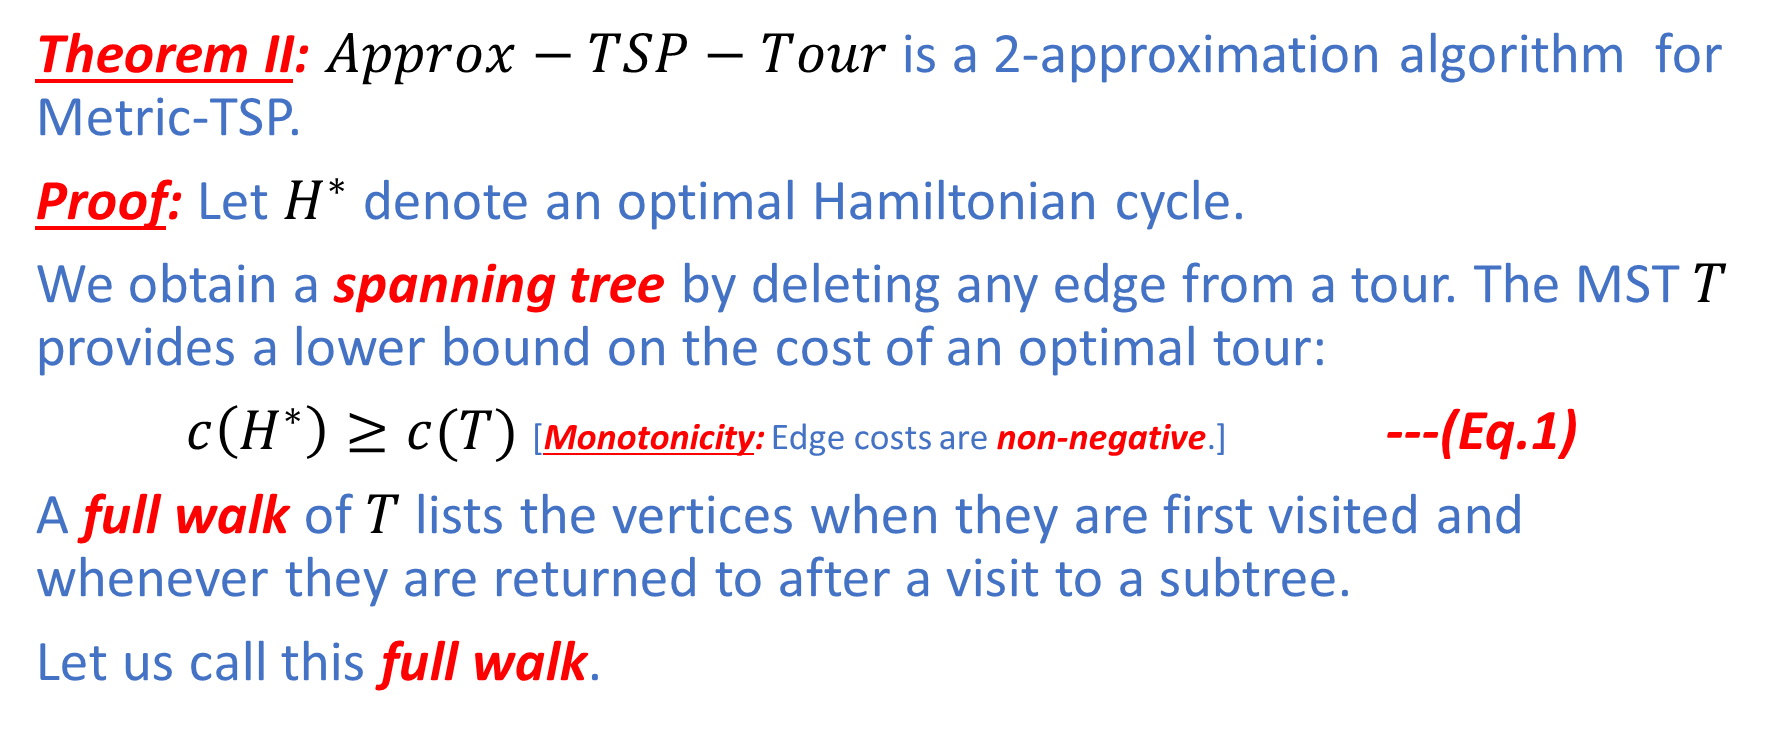 Theorem II: Approx − TSP − Tour is a 2-approximation algorithm for
Metric-TSP.
Proof: Let H* denote an optimal Hamiltonian cycle.
We obtain a spanning tree by deleting any edge from a tour. The MST T
provides a lower bound on the cost of an optimal tour:
c(H*) ≥ c(T) [Monotonicity: Edge costs are non-negative.] ---(Eq.1)
A full walk of T lists the vertices when they are first visited and
whenever they are returned to after a visit to a subtree.
Let us call this full walk.